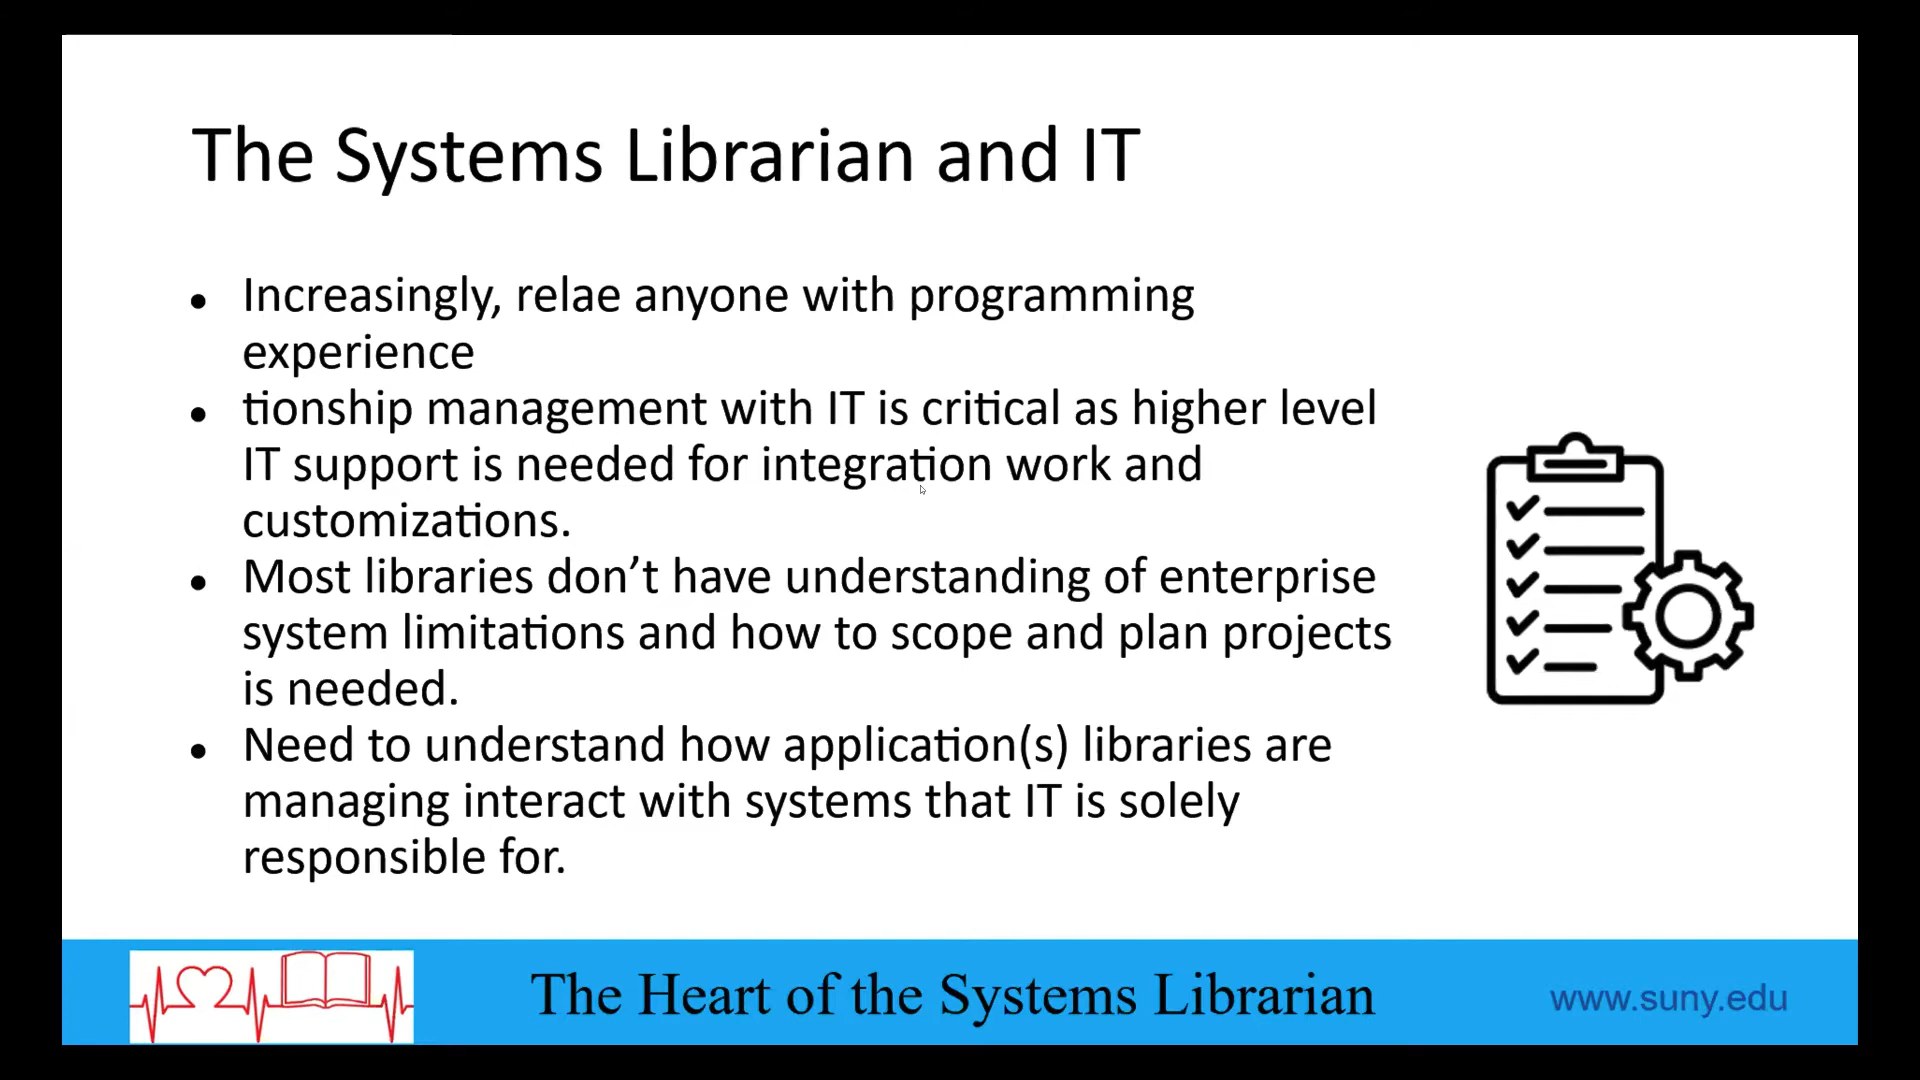 The Systems Librarian and IT
• Increasingly, relae anyone with programming
experience
• tionship management with IT is critical as higher level
IT support is needed for integration work and
customizations.
• Most libraries don’t have understanding of enterprise
system limitations and how to scope and plan projects
is needed.
• Need to understand how application(s) libraries are
managing interact with systems that IT is solely
responsible for.
The Heart of the Systems Librarian
www.suny.edu